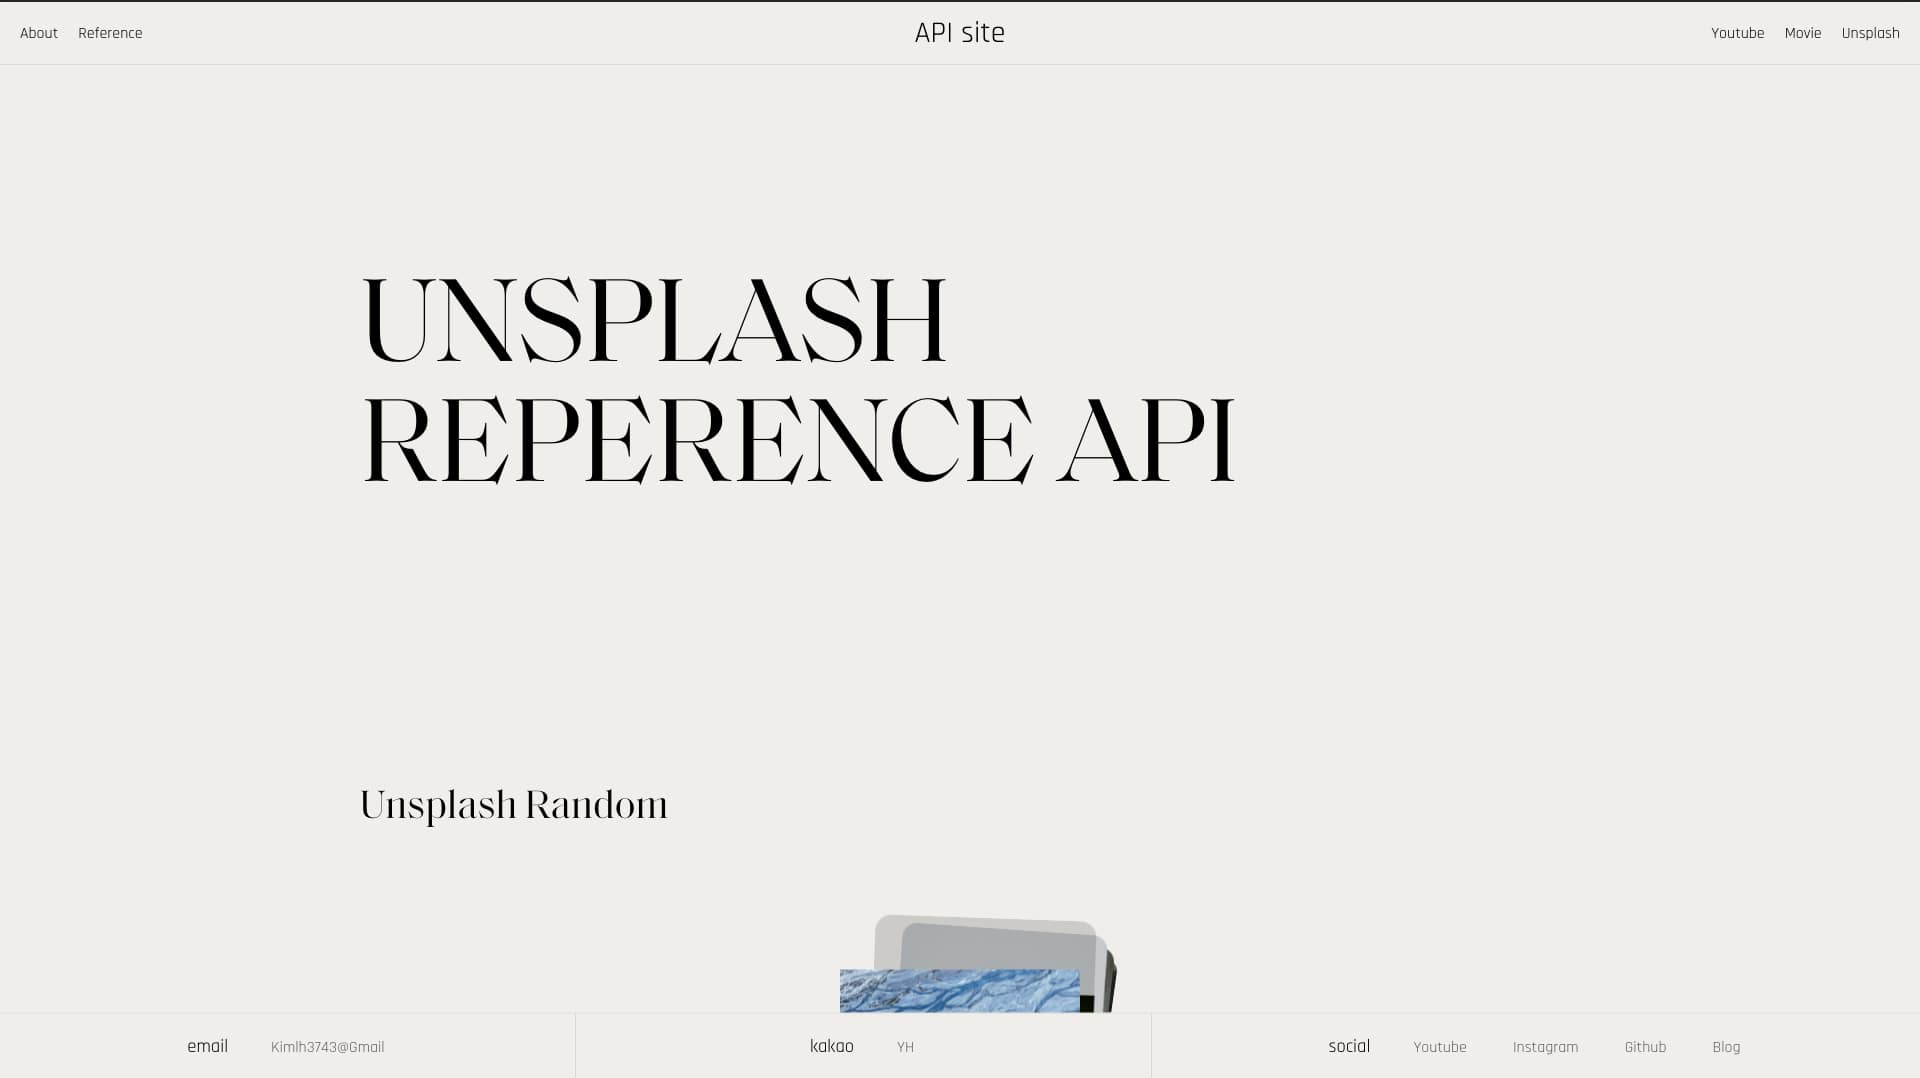 About Reference API site Youtube Movie Unsplash
UNSPLASH
REPERENCE API
Unsplash Random
email Kimlh3743@Gmail kakao YH social Youtube Instagram Github Blog